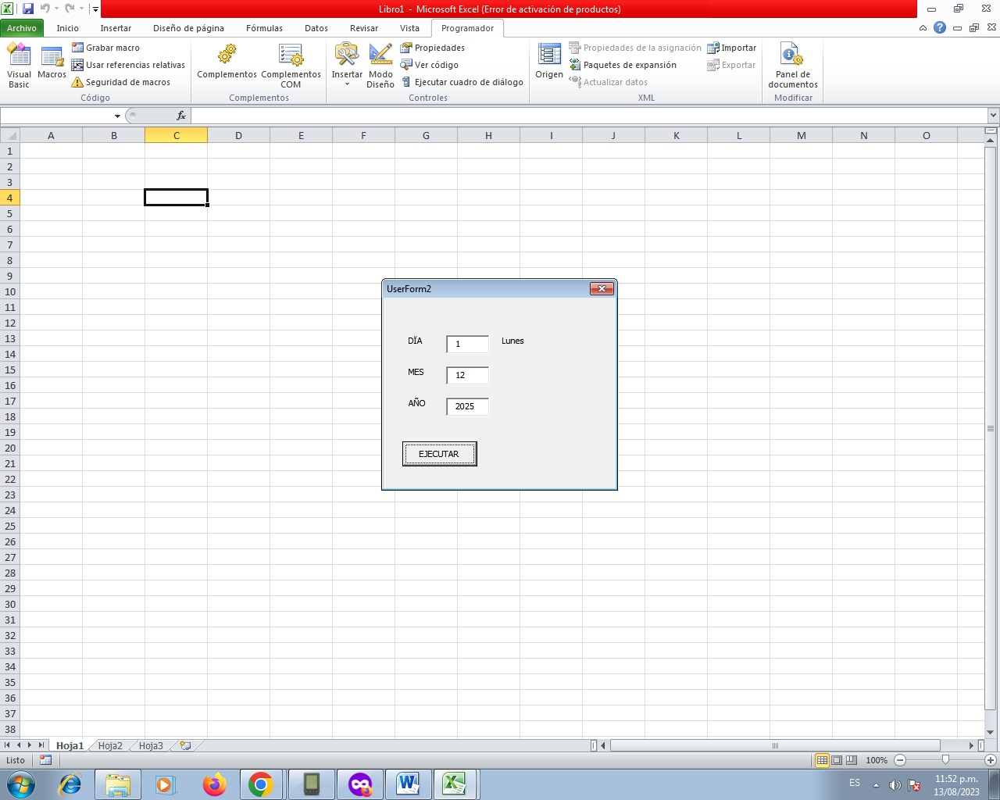 Libro1 - Microsoft Excel (Error de activación de productos)
Archivo Inicio Insertar Diseño de página Fórmulas Datos Revisar Vista Programador
Visual Basic
Macros
Grabar macro
Usar referencias relativas
Seguridad de macros
Código
Complementos
Complementos COM
Complementos
Insertar
Modo Diseño
Propiedades
Ver código
Ejecutar cuadro de diálogo
Controles
Origen
Propiedades de la asignación
Paquetes de expansión
Actualizar datos
Importar
Exportar
XML
Panel de documentos
Modificar
fx
A B C D E F G H I J K L M N O
1
2
3
4
5
6
7
8
9
10
11
12
13
14
15
16
17
18
19
20
21
22
23
24
25
26
27
28
29
30
31
32
33
34
35
36
37
38
UserForm2
DÏA 1 Lunes
MES 12
AÑO 2025
EJECUTAR
Hoja1 Hoja2 Hoja3
Listo 100%
ES 11:52 p.m.
13/08/2023